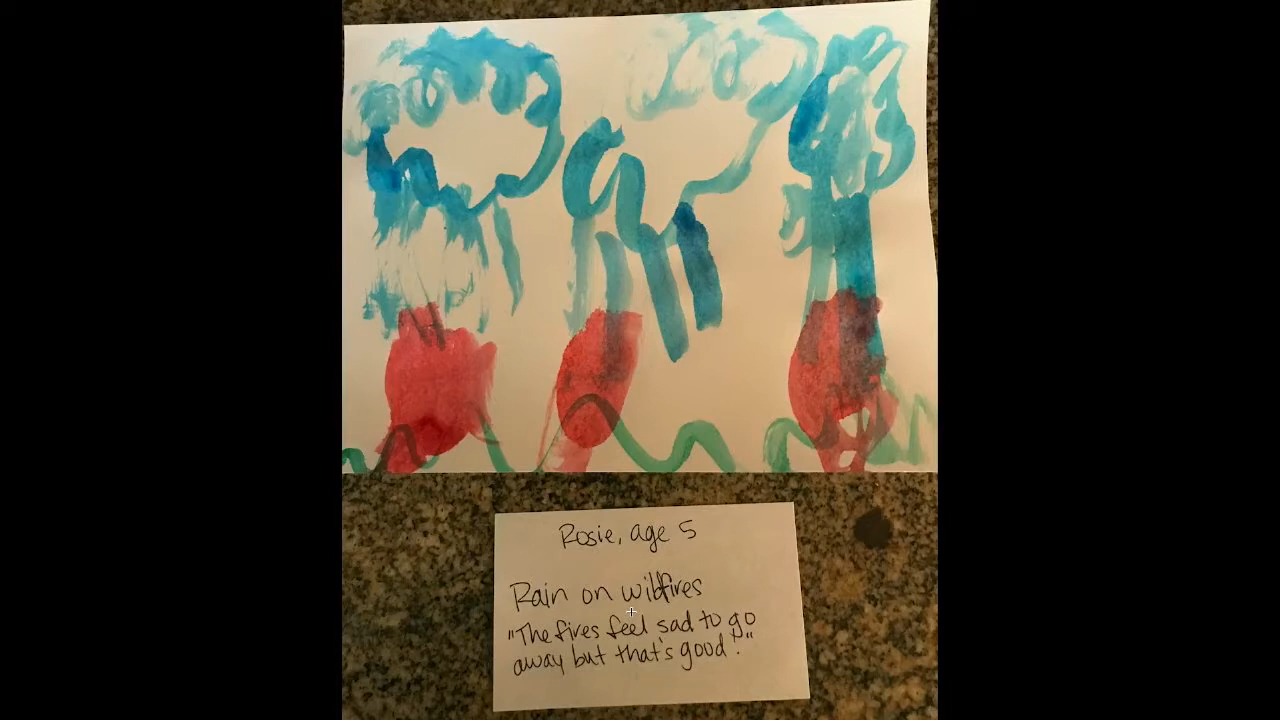 Rosie, age 5
Rain on wildfires
"The fires feel sad to go
away but that's good."